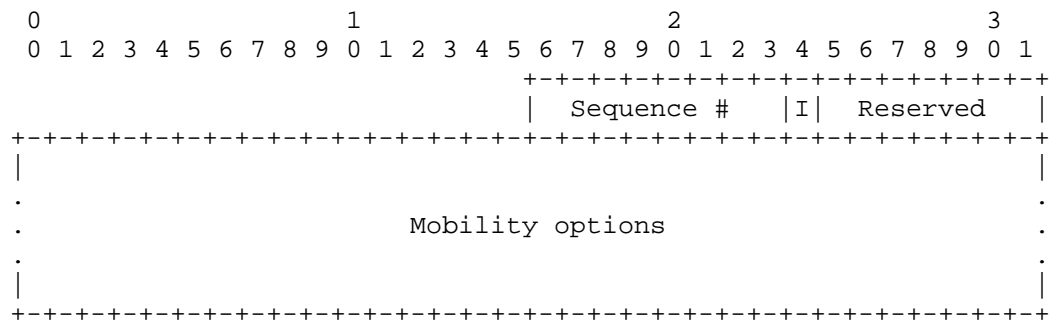 0                   1                   2                   3
 0 1 2 3 4 5 6 7 8 9 0 1 2 3 4 5 6 7 8 9 0 1 2 3 4 5 6 7 8 9 0 1
                                +-+-+-+-+-+-+-+-+-+-+-+-+-+-+-+-+
                                |  Sequence #   |I|  Reserved   |
+-+-+-+-+-+-+-+-+-+-+-+-+-+-+-+-+-+-+-+-+-+-+-+-+-+-+-+-+-+-+-+-+
|                                                               |
.                                                               .
.                        Mobility options                       .
.                                                               .
|                                                               |
+-+-+-+-+-+-+-+-+-+-+-+-+-+-+-+-+-+-+-+-+-+-+-+-+-+-+-+-+-+-+-+-+